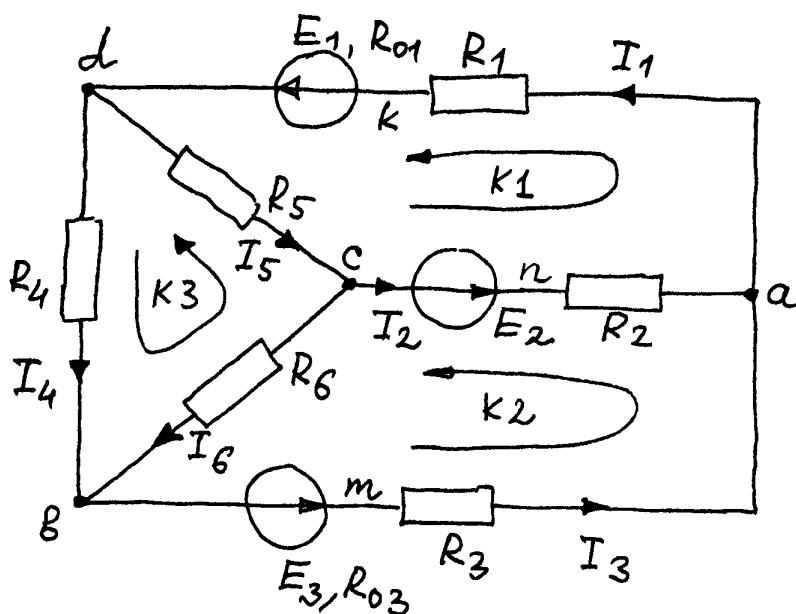 d
E1, R01
R1
I1
k
K1
R5
I5
c
n
a
R4
K3
I2
E2
R2
I4
R6
K2
I6
m
в
R3
I3
E3, R03